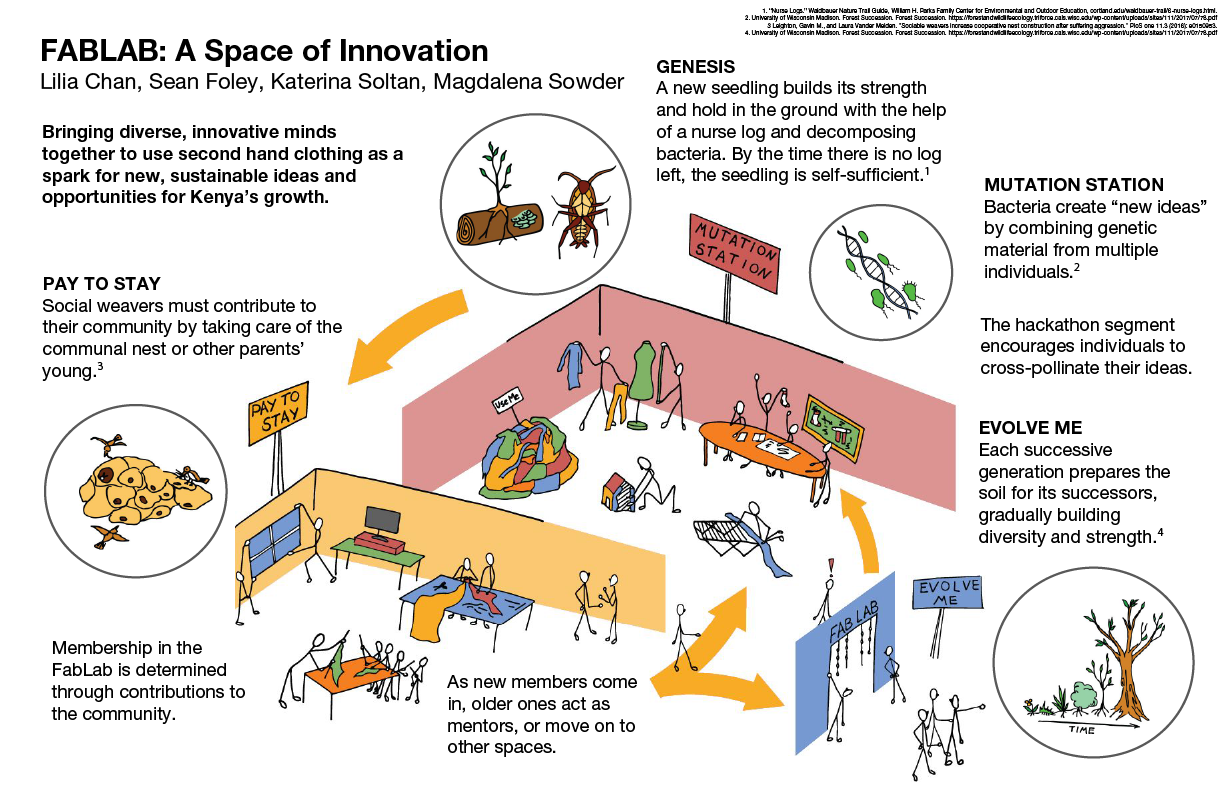 1. "Nurse Logs." Waldbauer Nature Trail Guide, William H. Parks Family Center for Environmental and Outdoor Education, cortland.edu/waldbauer-trail/6-nurse-logs.html.
2. University of Wisconsin Madison. Forest Succession. Forest Succession. https://forestandwildlifeecology.triforce.cals.wisc.edu/wp-content/uploads/sites/111/2017/07/78.pdf
3 Leighton, Gavin M., and Laura Vander Meiden. "Sociable weavers increase cooperative nest construction after suffering aggression." PloS one 11.3 (2016): e0150953.
4. University of Wisconsin Madison. Forest Succession. Forest Succession. https://forestandwildlifeecology.triforce.cals.wisc.edu/wp-content/uploads/sites/111/2017/07/78.pdf
FABLAB: A Space of Innovation
Lilia Chan, Sean Foley, Katerina Soltan, Magdalena Sowder
Bringing diverse, innovative minds
together to use second hand clothing as a
spark for new, sustainable ideas and
opportunities for Kenya's growth.
GENESIS
A new seedling builds its strength
and hold in the ground with the help
of a nurse log and decomposing
bacteria. By the time there is no log
left, the seedling is self-sufficient.¹
MUTATION STATION
Bacteria create “new ideas”
by combining genetic
material from multiple
individuals.²
The hackathon segment
encourages individuals to
cross-pollinate their ideas.
MUTATION
STATION
PAY TO STAY
Social weavers must contribute to
their community by taking care of the
communal nest or other parents’
young.³
PAY TO
STAY
Use Me
EVOLVE ME
Each successive
generation prepares the
soil for its successors,
gradually building
diversity and strength.⁴
EVOLVE
ME
FAB LAB
!
TIME
Membership in the
FabLab is determined
through contributions to
the community.
As new members come
in, older ones act as
mentors, or move on to
other spaces.